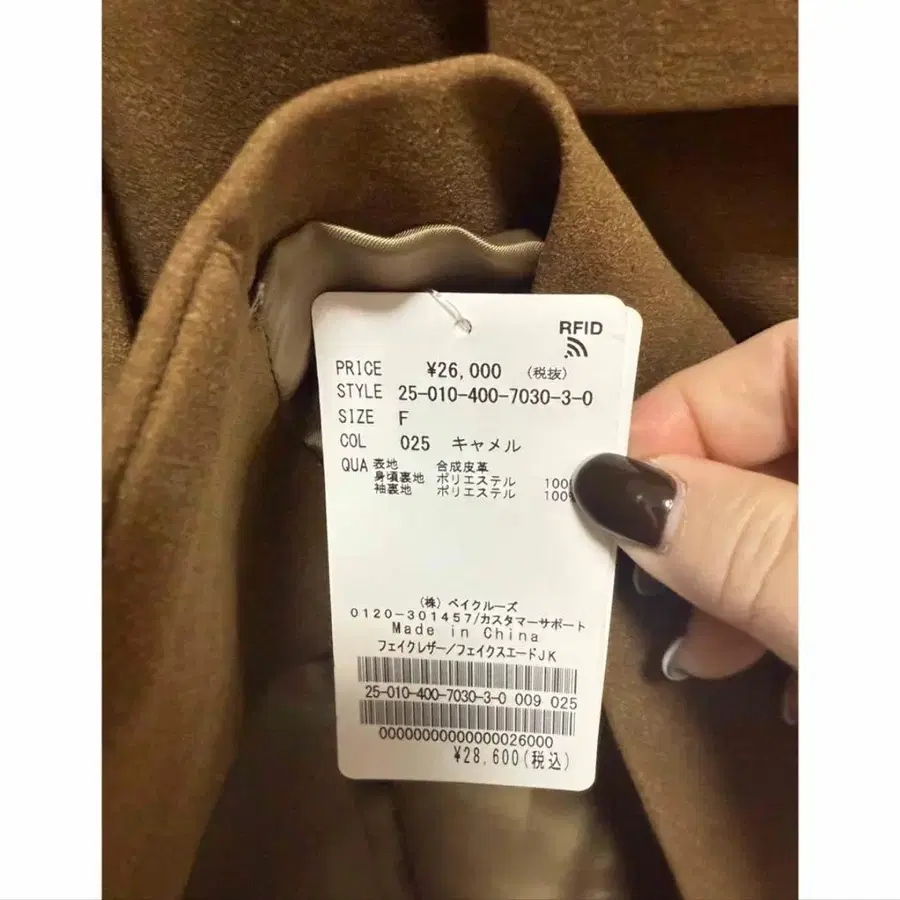 RFID
PRICE ¥26,000 (税抜)
STYLE 25-010-400-7030-3-0
SIZE F
COL 025 キャメル
QUA 表地 合成皮革
身頃裏地 ポリエステル 100
袖裏地 ポリエステル 100
(株) ベイクルーズ
0120-301457/カスタマーサポート
Made in China
フェイクレザー/フェイクスエードJK
25-010-400-7030-3-0 009 025
00000000000000026000
¥28,600(税込)